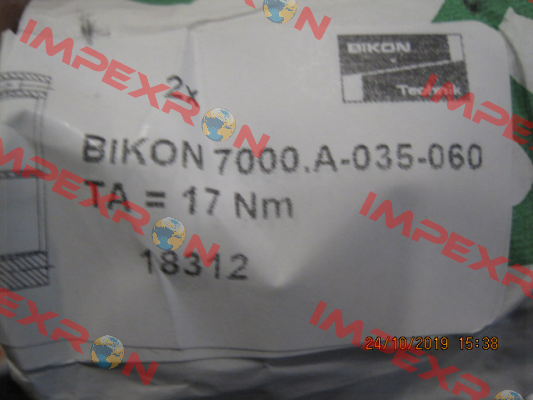 BIKON
Technik
2x
BIKON 7000.A-035-060
TA = 17 Nm
18312
24/10/2019 15:38
IMPEXRON
IMPEXRON
IMPEXRON
IMPEXRON
IMPEXRON
IMPEXRON